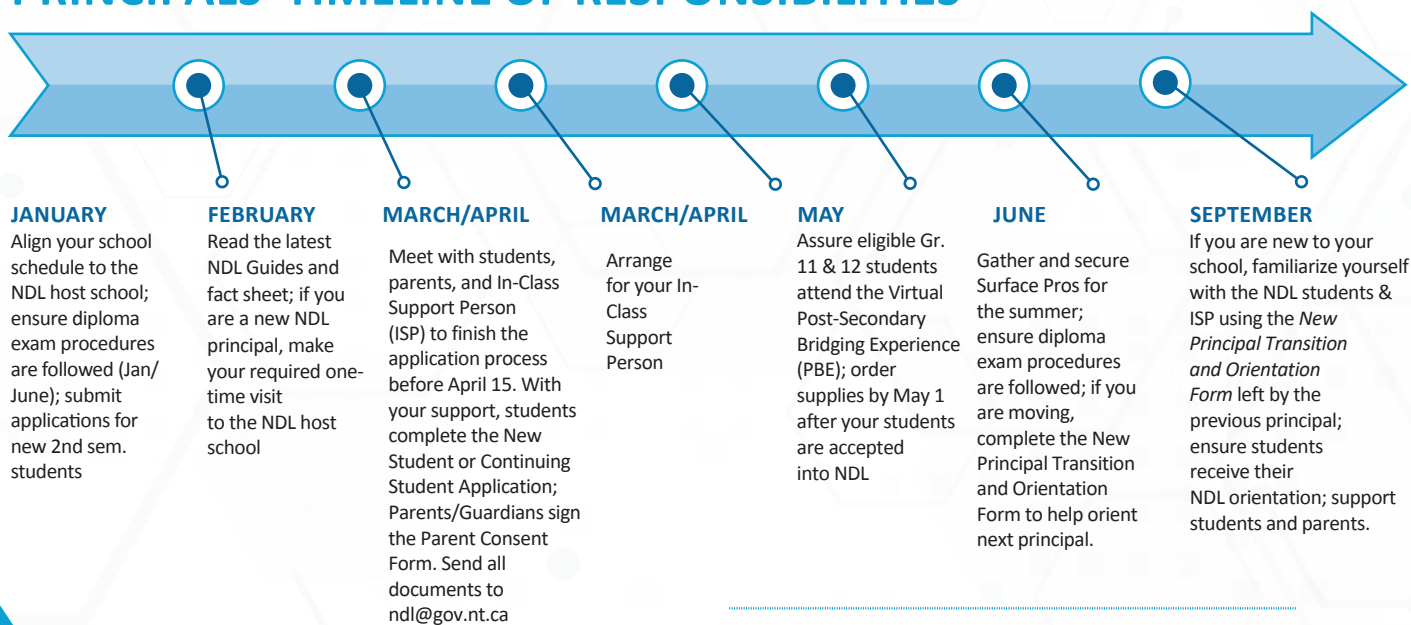 PRINCIPALS' TIMELINE OF RESPONSIBILITIES
JANUARY
Align your school
schedule to the
NDL host school;
ensure diploma
exam procedures
are followed (Jan/
June); submit
applications for
new 2nd sem.
students
FEBRUARY
Read the latest
NDL Guides and
fact sheet; if you
are a new NDL
principal, make
your required one-
time visit
to the NDL host
school
MARCH/APRIL
Meet with students,
parents, and In-Class
Support Person
(ISP) to finish the
application process
before April 15. With
your support, students
complete the New
Student or Continuing
Student Application;
Parents/Guardians sign
the Parent Consent
Form. Send all
documents to
ndl@gov.nt.ca
MARCH/APRIL
Arrange
for your In-
Class
Support
Person
MAY
Assure eligible Gr.
11 & 12 students
attend the Virtual
Post-Secondary
Bridging Experience
(PBE); order
supplies by May 1
after your students
are accepted
into NDL
JUNE
Gather and secure
Surface Pros for
the summer;
ensure diploma
exam procedures
are followed; if you
are moving,
complete the New
Principal Transition
and Orientation
Form to help orient
next principal.
SEPTEMBER
If you are new to your
school, familiarize yourself
with the NDL students &
ISP using the New
Principal Transition
and Orientation
Form left by the
previous principal;
ensure students
receive their
NDL orientation; support
students and parents.